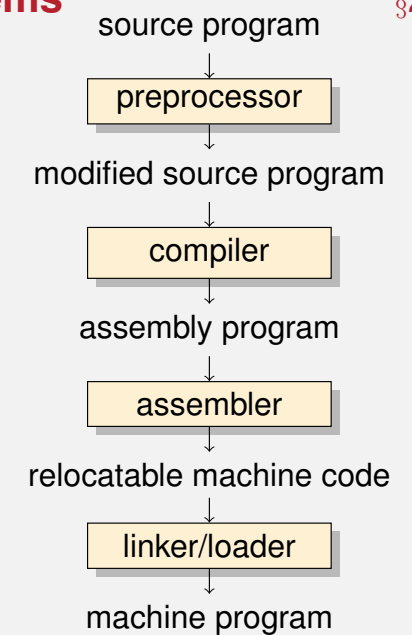 source program
preprocessor
modified source program
compiler
assembly program
assembler
relocatable machine code
linker/loader
machine program